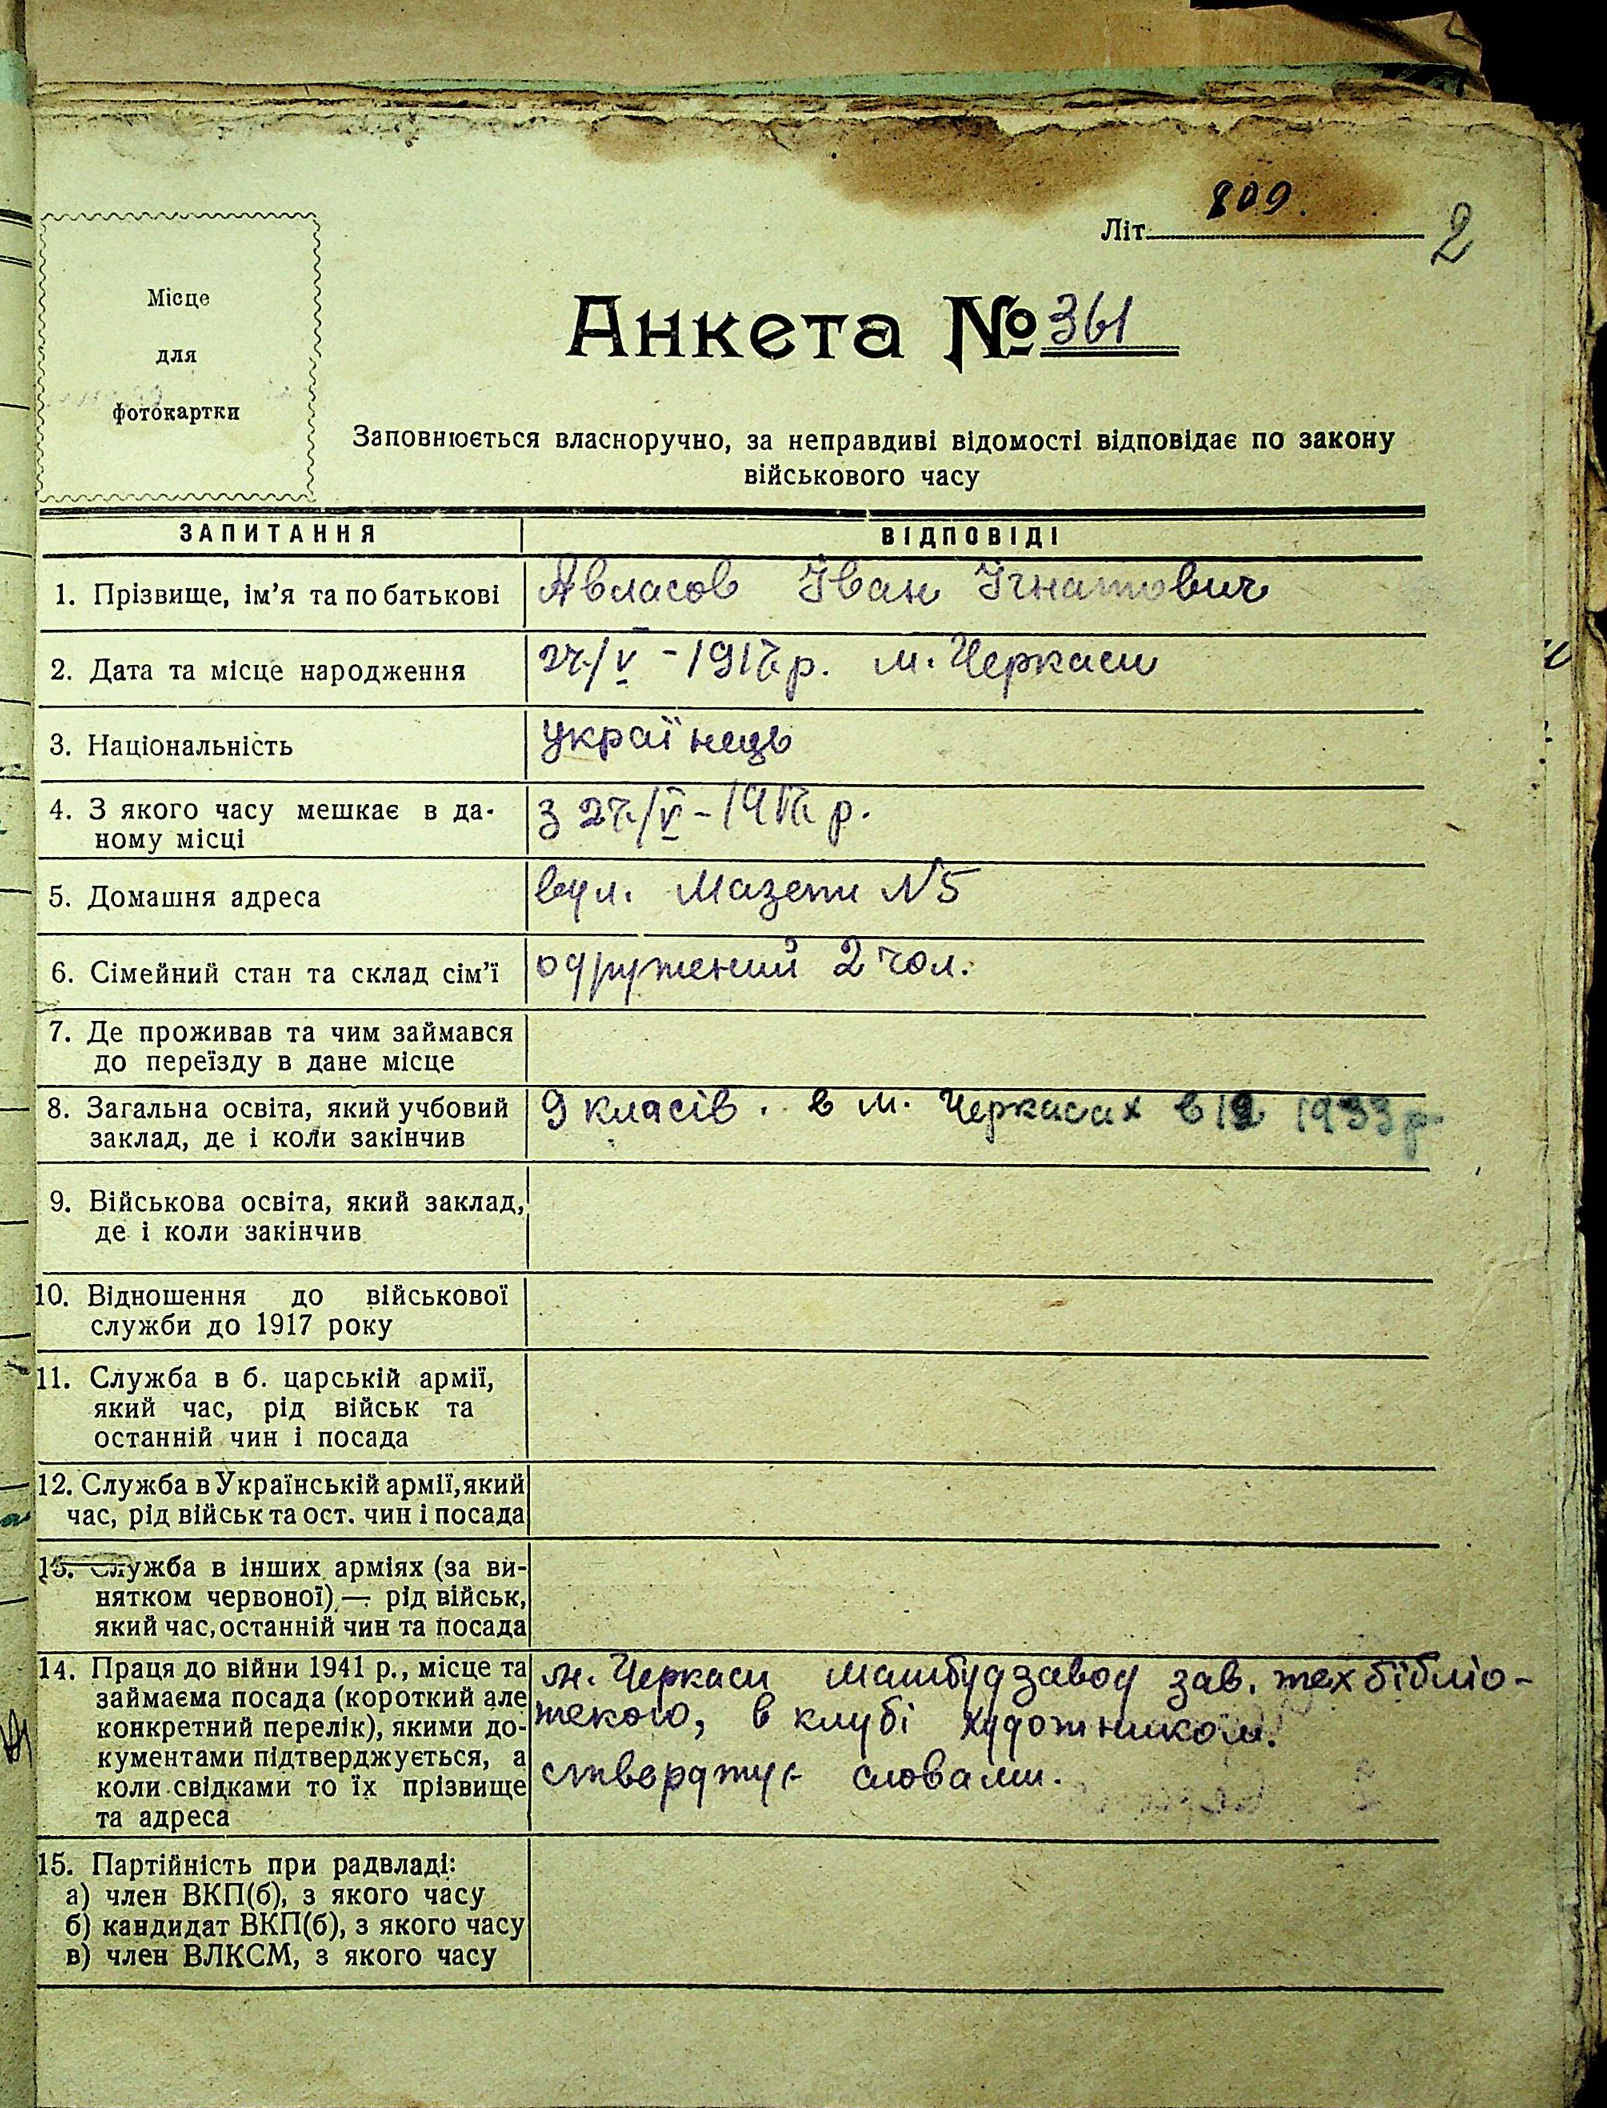 Літ. 809.
2
Місце
для
фотокартки
Анкета № 361
Заповнюється власноручно, за неправдиві відомості відповідає по закону
військового часу
ЗАПИТАННЯ ВІДПОВІДІ
1. Прізвище, ім'я та по батькові Авласов Іван Ігнатович
2. Дата та місце народження 27/V - 1917 р. м. Черкаси
3. Національність українець
4. З якого часу мешкає в да-
ному місці
з 27/V - 1917 р.
5. Домашня адреса вул. Мазепи №5
6. Сімейний стан та склад сім'ї одружений 2 чол.
7. Де проживав та чим займався
до переїзду в дане місце
8. Загальна освіта, який учбовий
заклад, де і коли закінчив
9 класів. в м. Черкасах в 1933 р.
9. Військова освіта, який заклад,
де і коли закінчив
10. Відношення до військової
служби до 1917 року
11. Служба в б. царській армії,
який час, рід військ та
останній чин і посада
12. Служба в Українській армії, який
час, рід військ та ост. чин і посада
13. Служба в інших арміях (за ви-
нятком червоної) — рід військ,
який час, останній чин та посада
14. Праця до війни 1941 р., місце та
займаєма посада (короткий але
конкретний перелік), якими до-
кументами підтверджується, а
коли свідками то їх прізвище
та адреса
м. Черкаси машбудзавод зав. техбібліо-
текою, в клубі художником.
стверджує словами.
15. Партійність при радвладі:
а) член ВКП(б), з якого часу
б) кандидат ВКП(б), з якого часу
в) член ВЛКСМ, з якого часу